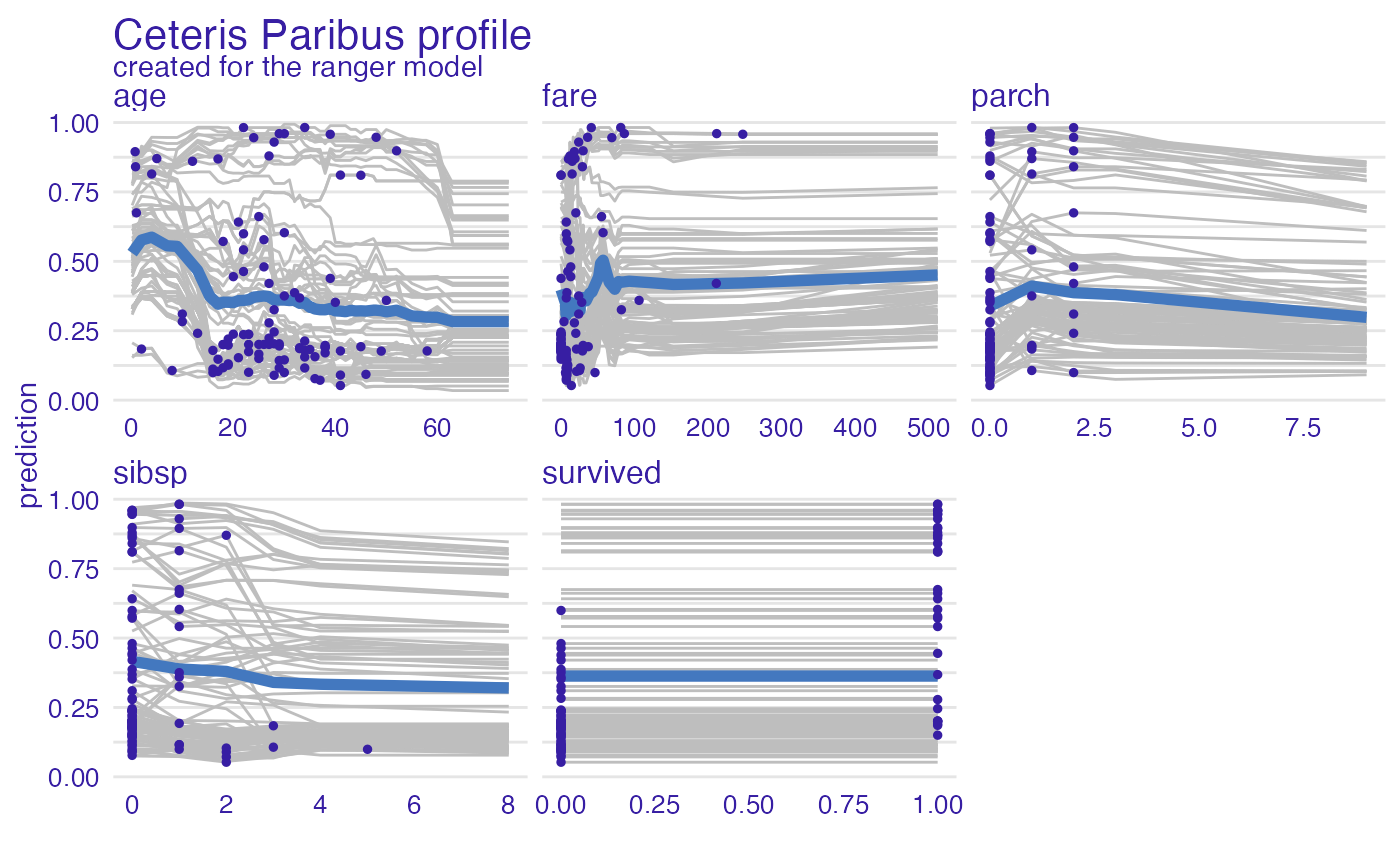 Ceteris Paribus profile
created for the ranger model
age
fare
parch
1.00
0.75
0.50
0.25
0.00
0 20 40 60
0 100 200 300 400 500
0.0 2.5 5.0 7.5
prediction
sibsp
survived
1.00
0.75
0.50
0.25
0.00
0 2 4 6 8
0.00 0.25 0.50 0.75 1.00